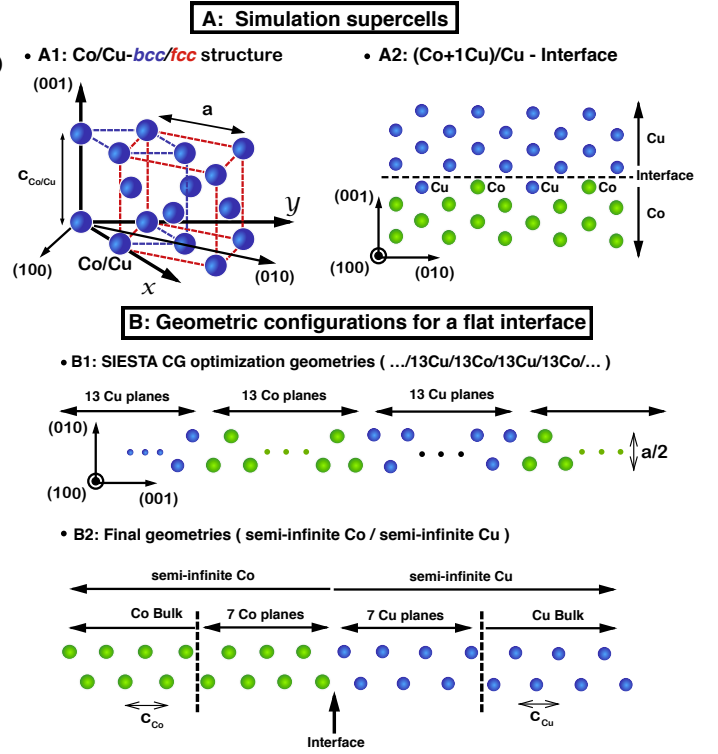 A: Simulation supercells
• A1: Co/Cu-bcc/fcc structure
(001)
a
c Co/Cu
y
(100)
Co/Cu
x
(010)
• A2: (Co+1Cu)/Cu - Interface
Cu
Interface
Cu Co Cu Co
(001)
Co
(100) (010)
B: Geometric configurations for a flat interface
• B1: SIESTA CG optimization geometries ( .../13Cu/13Co/13Cu/13Co/... )
13 Cu planes 13 Co planes 13 Cu planes
(010)
a/2
(100) (001)
• B2: Final geometries ( semi-infinite Co / semi-infinite Cu )
semi-infinite Co semi-infinite Cu
Co Bulk 7 Co planes 7 Cu planes Cu Bulk
c Co c Cu
Interface